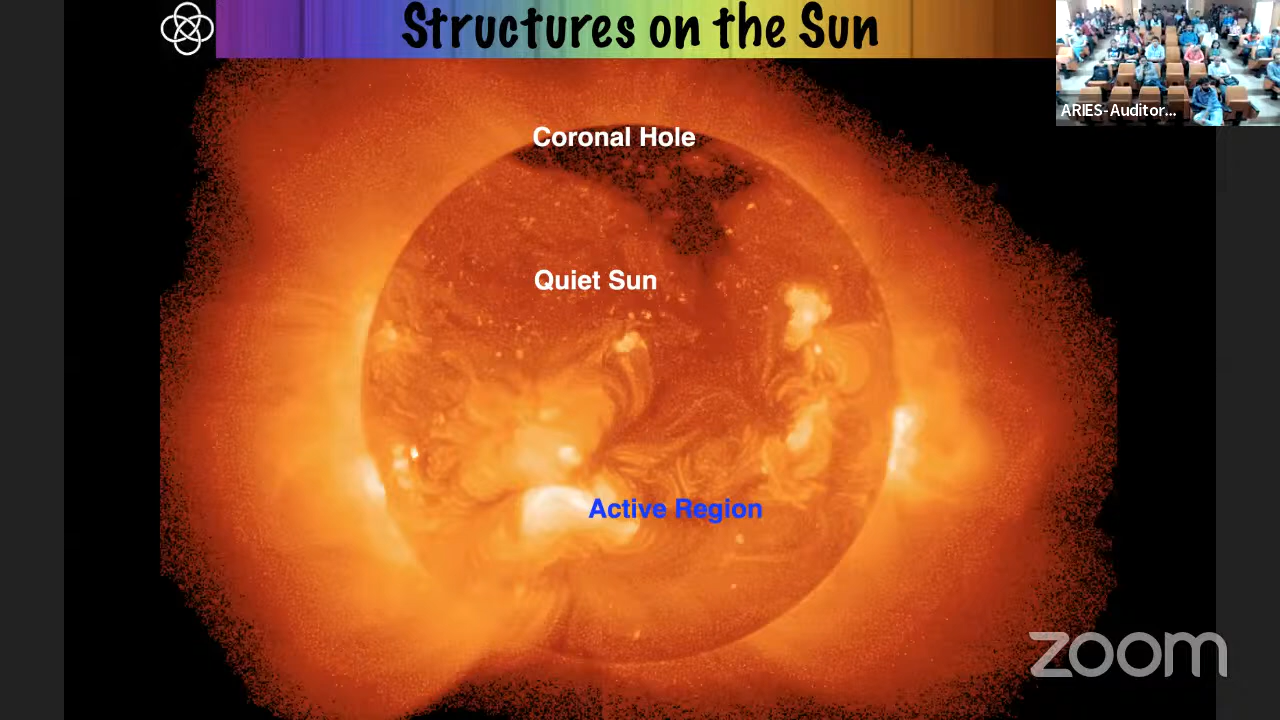 Structures on the Sun
ARIES-Auditor...
Coronal Hole
Quiet Sun
Active Region
zoom